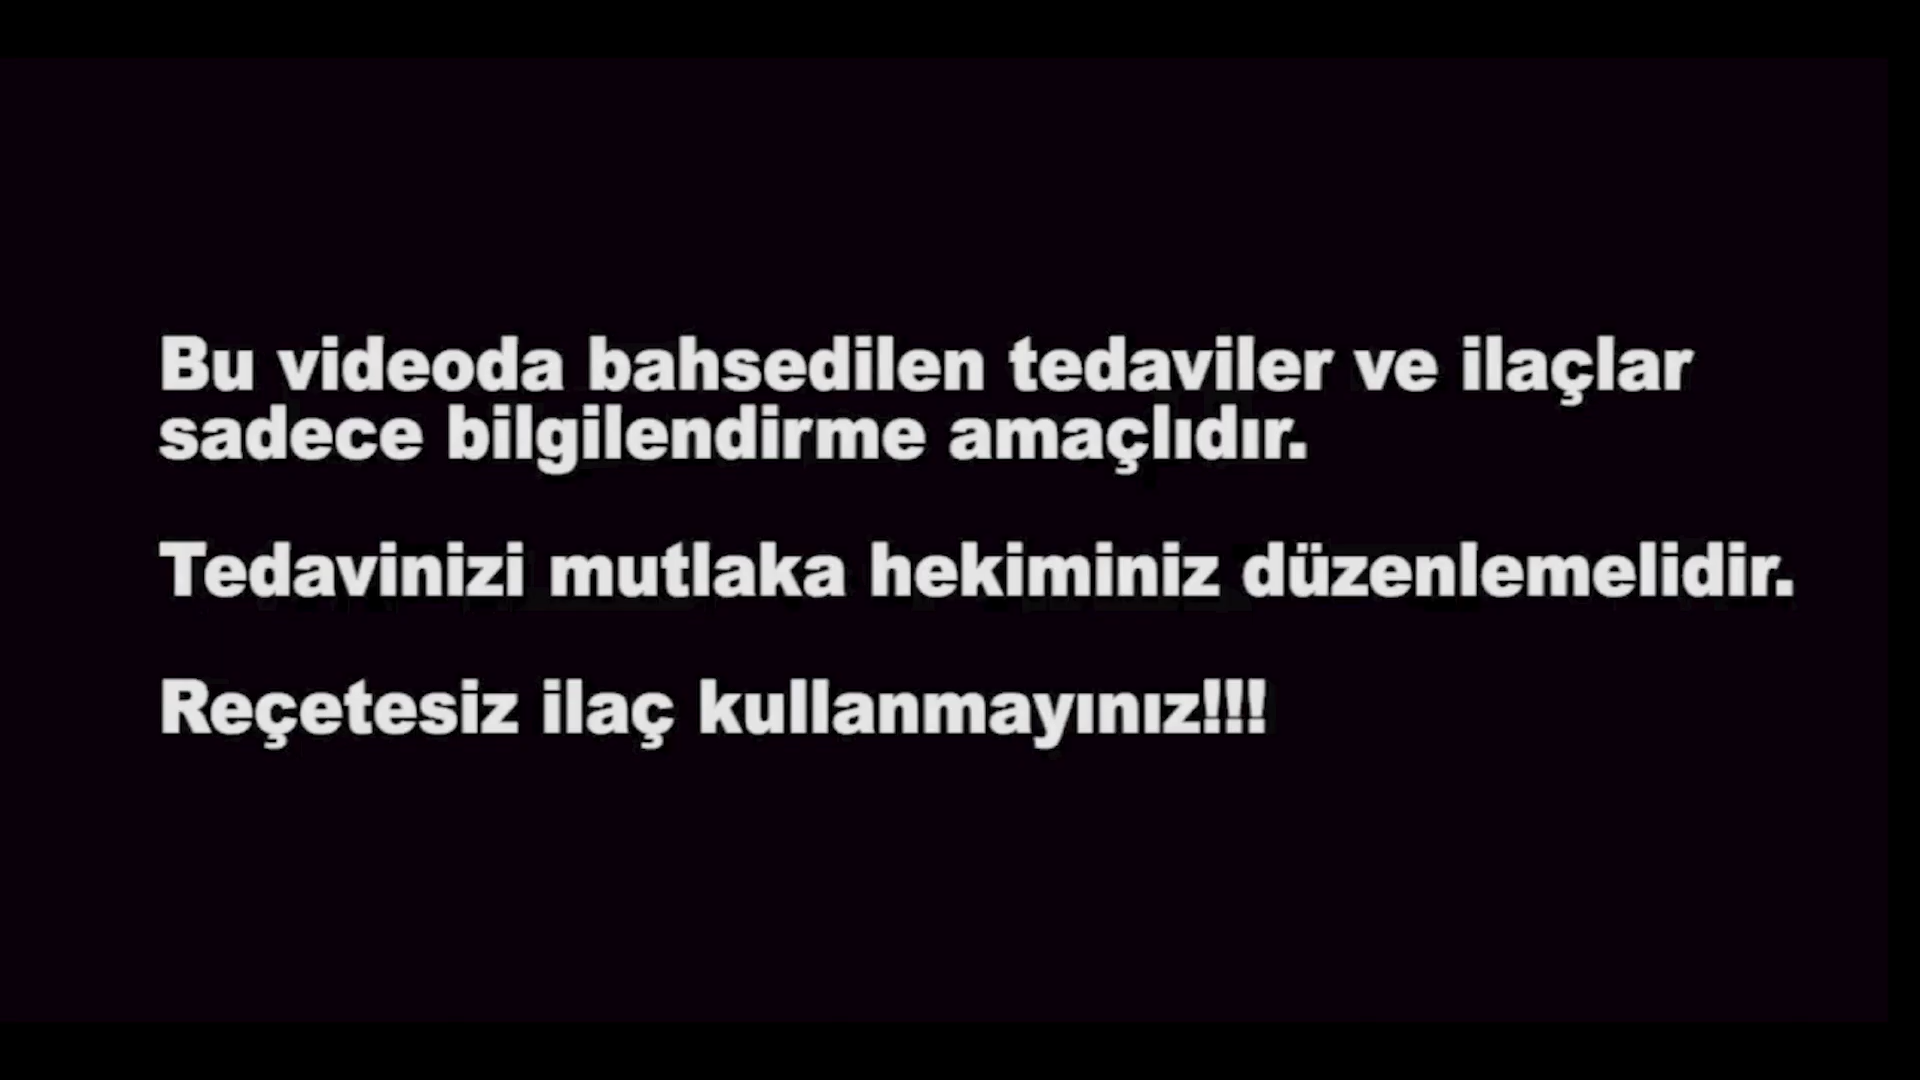 Bu videoda bahsedilen tedaviler ve ilaçlar
sadece bilgilendirme amaçlıdır.
Tedavinizi mutlaka hekiminiz düzenlemelidir.
Reçetesiz ilaç kullanmayınız!!!